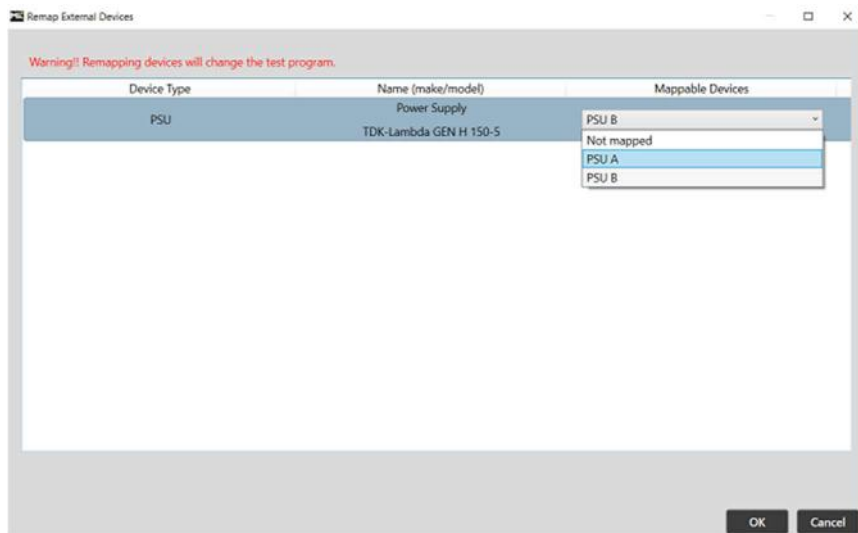 Remap External Devices
Warning!! Remapping devices will change the test program.
Device Type Name (make/model) Mappable Devices
PSU
Power Supply
TDK-Lambda GEN H 150-5
PSU B
Not mapped
PSU A
PSU B
OK Cancel